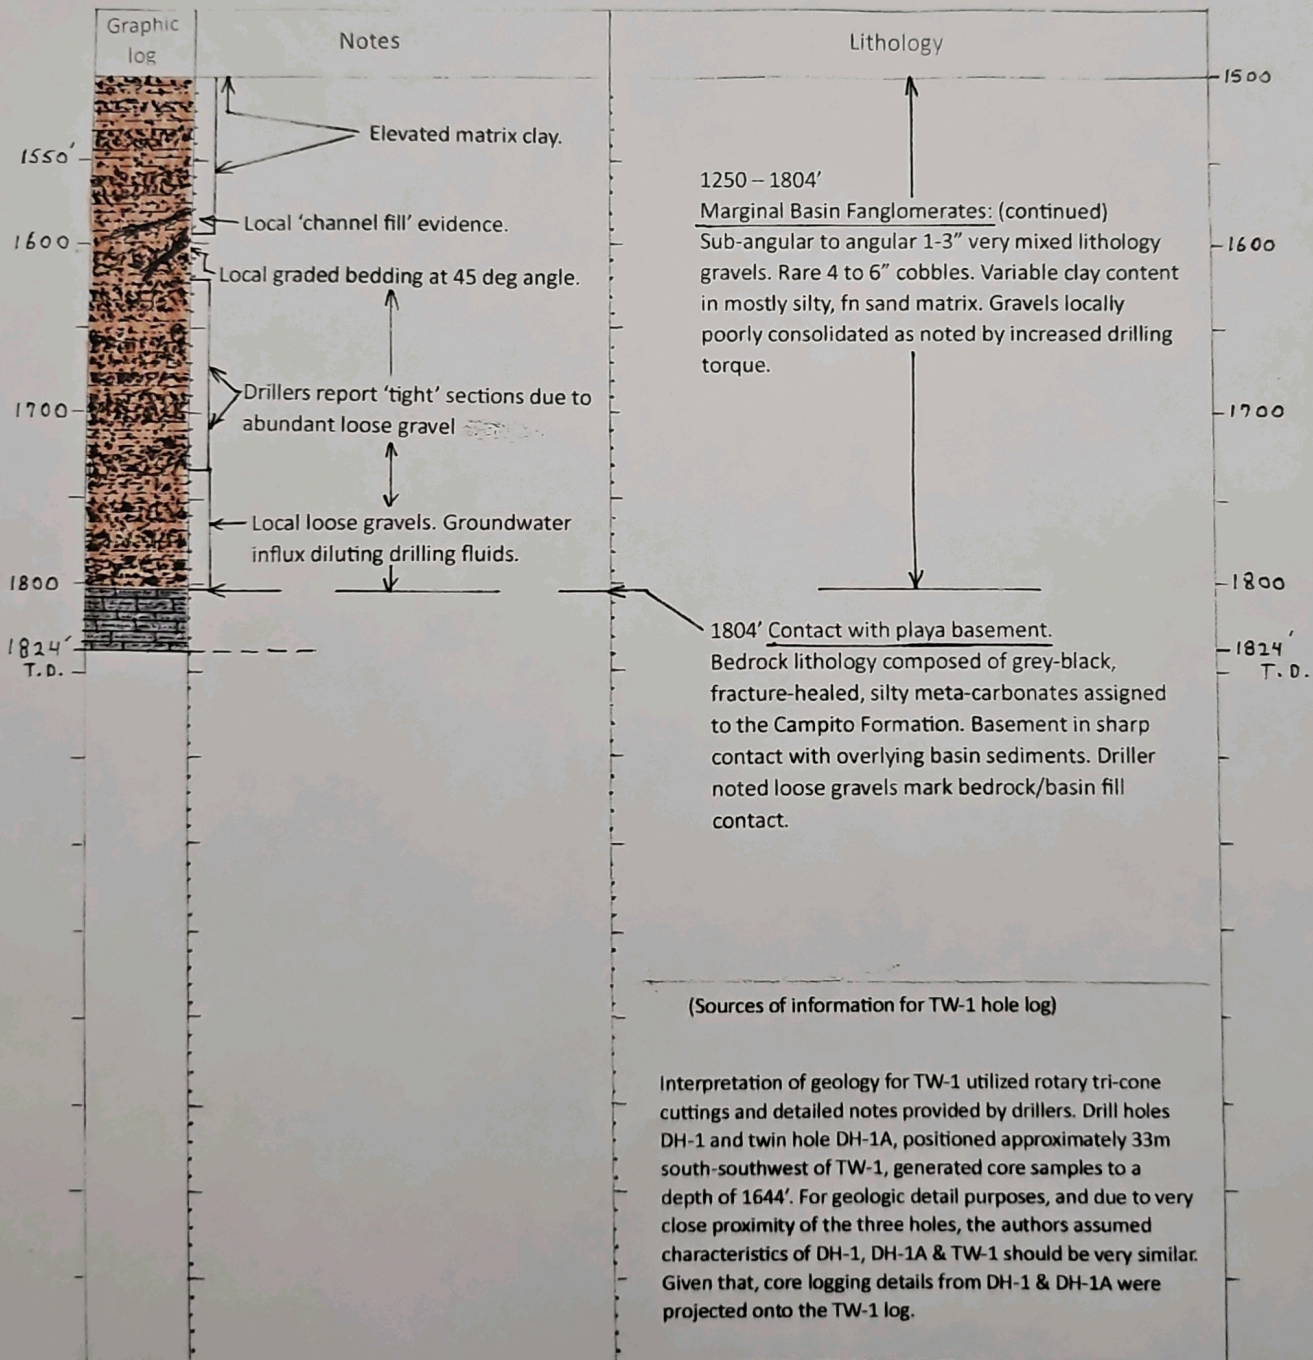 Graphic
log
Notes
Lithology
1500
Elevated matrix clay.
1550'
1250 – 1804'
Marginal Basin Fanglomerates: (continued)
Local 'channel fill' evidence.
1600
Sub-angular to angular 1-3" very mixed lithology
1600
gravels. Rare 4 to 6" cobbles. Variable clay content
Local graded bedding at 45 deg angle.
in mostly silty, fn sand matrix. Gravels locally
poorly consolidated as noted by increased drilling
torque.
Drillers report 'tight' sections due to
abundant loose gravel
1700
1700
Local loose gravels. Groundwater
influx diluting drilling fluids.
1800
1800
1804' Contact with playa basement.
1824'
T.D.
1824'
T.D.
Bedrock lithology composed of grey-black,
fracture-healed, silty meta-carbonates assigned
to the Campito Formation. Basement in sharp
contact with overlying basin sediments. Driller
noted loose gravels mark bedrock/basin fill
contact.
(Sources of information for TW-1 hole log)
Interpretation of geology for TW-1 utilized rotary tri-cone
cuttings and detailed notes provided by drillers. Drill holes
DH-1 and twin hole DH-1A, positioned approximately 33m
south-southwest of TW-1, generated core samples to a
depth of 1644'. For geologic detail purposes, and due to very
close proximity of the three holes, the authors assumed
characteristics of DH-1, DH-1A & TW-1 should be very similar.
Given that, core logging details from DH-1 & DH-1A were
projected onto the TW-1 log.